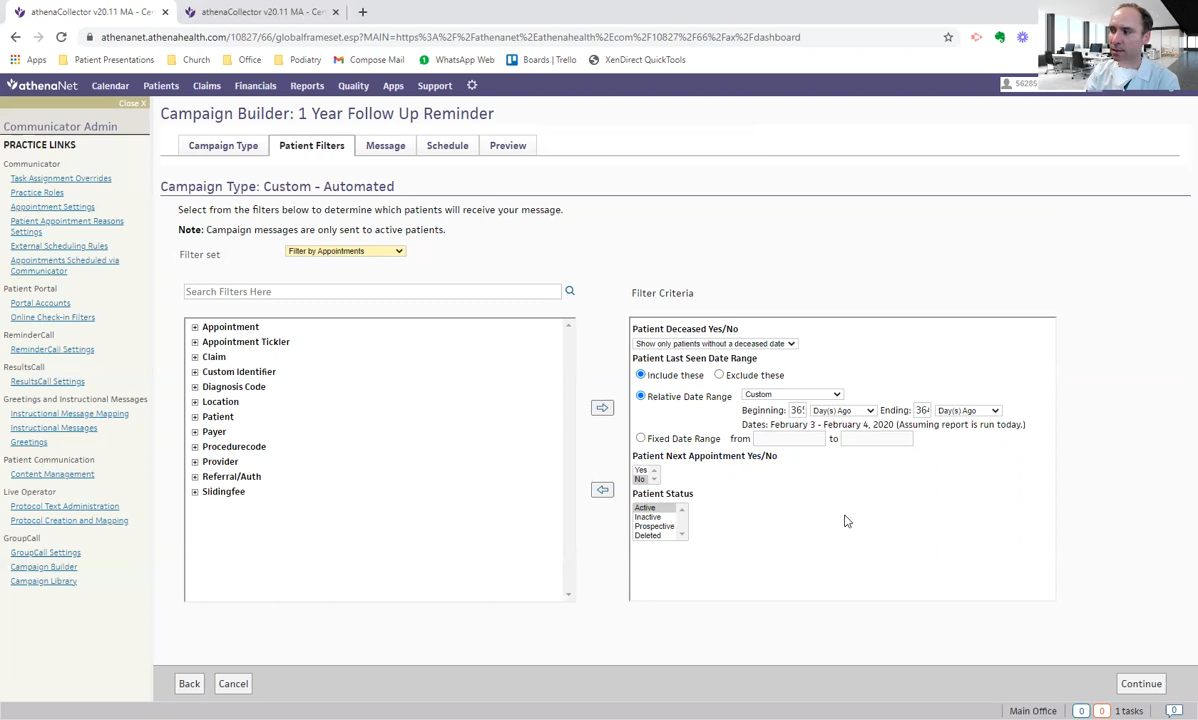 athenaCollector v20.11 MA - Cer
athenaCollector v20.11 MA - Cer
athenanet.athenahealth.com/10827/66/globalframeset.esp?MAIN=https%3A%2F%2Fathenanet%2Eathenahealth%2Ecom%2F10827%2F66%2Fax%2Fdashboard
Apps
Patient Presentations
Church
Office
Podiatry
Compose Mail
WhatsApp Web
Boards | Trello
XenDirect QuickTools
athenaNet
Calendar
Patients
Claims
Financials
Reports
Quality
Apps
Support
56285
Close X
Communicator Admin
PRACTICE LINKS
Communicator
Task Assignment Overrides
Practice Roles
Appointment Settings
Patient Appointment Reasons
Settings
External Scheduling Rules
Appointments Scheduled via
Communicator
Patient Portal
Portal Accounts
Online Check-in Filters
ReminderCall
ReminderCall Settings
ResultsCall
ResultsCall Settings
Greetings and Instructional Messages
Instructional Message Mapping
Instructional Messages
Greetings
Patient Communication
Content Management
Live Operator
Protocol Text Administration
Protocol Creation and Mapping
GroupCall
GroupCall Settings
Campaign Builder
Campaign Library
Campaign Builder: 1 Year Follow Up Reminder
Campaign Type
Patient Filters
Message
Schedule
Preview
Campaign Type: Custom - Automated
Select from the filters below to determine which patients will receive your message.
Note: Campaign messages are only sent to active patients.
Filter set
Filter by Appointments
Search Filters Here
Appointment
Appointment Tickler
Claim
Custom Identifier
Diagnosis Code
Location
Patient
Payer
Procedurecode
Provider
Referral/Auth
Slidingfee
Filter Criteria
Patient Deceased Yes/No
Show only patients without a deceased date
Patient Last Seen Date Range
Include these
Exclude these
Relative Date Range
Custom
Beginning: 365 Day(s) Ago Ending: 364 Day(s) Ago
Dates: February 3 - February 4, 2020 (Assuming report is run today.)
Fixed Date Range from to
Patient Next Appointment Yes/No
Yes
No
Patient Status
Active
Inactive
Prospective
Deleted
Back
Cancel
Continue
Main Office
0
0
1 tasks
0